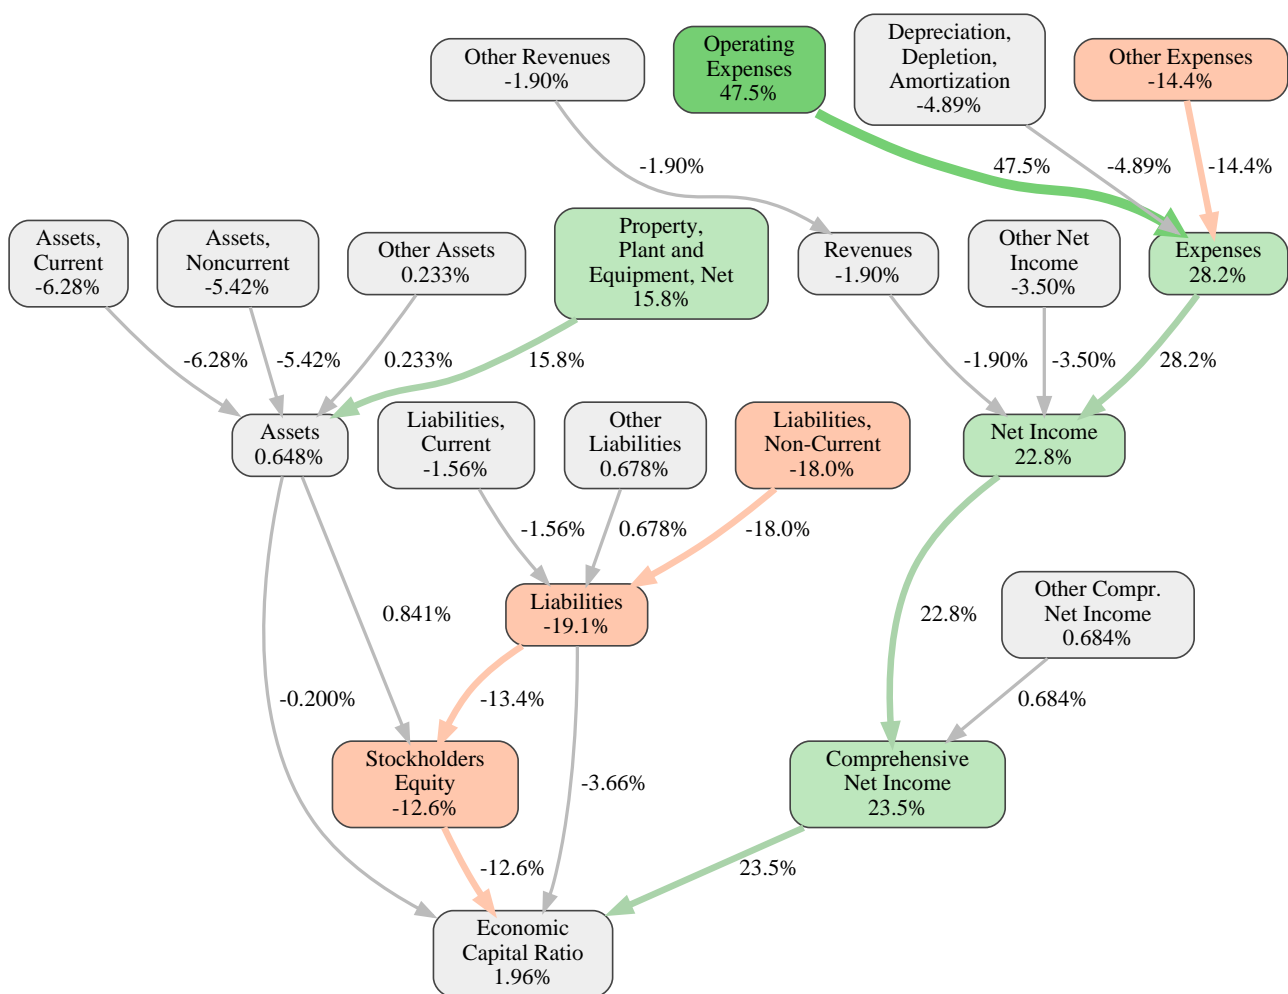 Other Revenues
-1.90%
Operating
Expenses
47.5%
Depreciation,
Depletion,
Amortization
-4.89%
Other Expenses
-14.4%
-1.90%
47.5%
-4.89%
-14.4%
Assets,
Current
-6.28%
Assets,
Noncurrent
-5.42%
Other Assets
0.233%
Property,
Plant and
Equipment, Net
15.8%
Revenues
-1.90%
Other Net
Income
-3.50%
Expenses
28.2%
-6.28%
-5.42%
0.233%
15.8%
-1.90%
-3.50%
28.2%
Assets
0.648%
Liabilities,
Current
-1.56%
Other
Liabilities
0.678%
Liabilities,
Non-Current
-18.0%
Net Income
22.8%
-1.56%
0.678%
-18.0%
0.841%
Liabilities
-19.1%
22.8%
Other Compr.
Net Income
0.684%
-0.200%
-13.4%
0.684%
Stockholders
Equity
-12.6%
-3.66%
Comprehensive
Net Income
23.5%
-12.6%
23.5%
Economic
Capital Ratio
1.96%